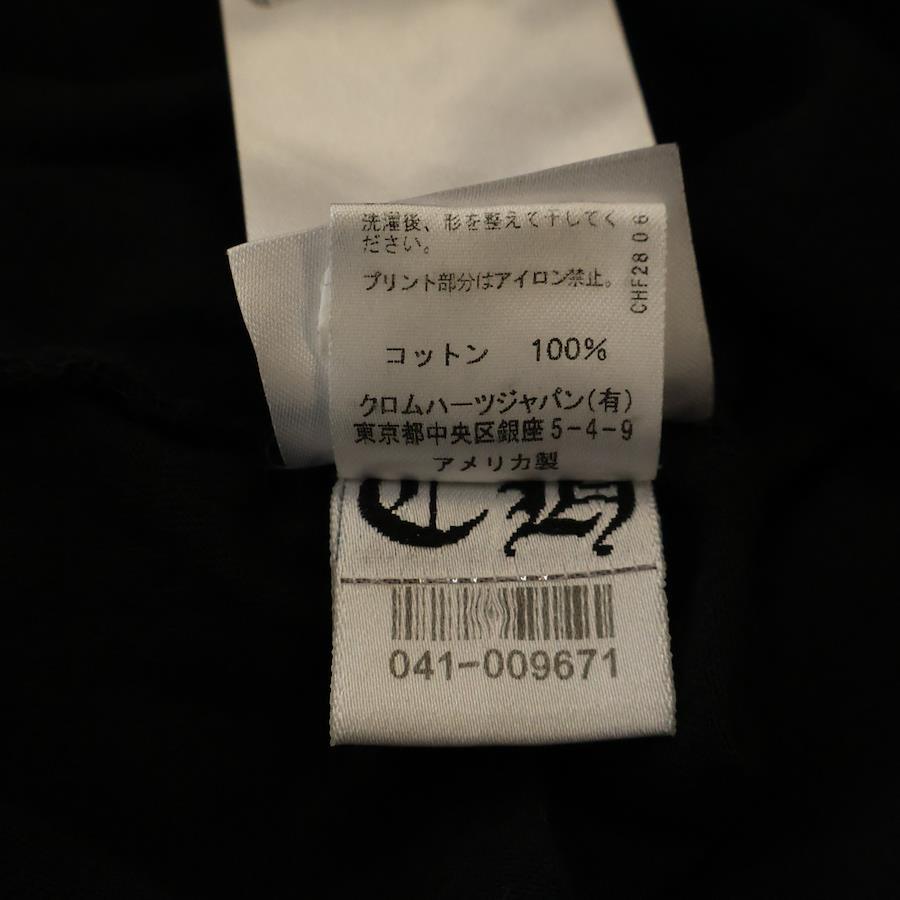 洗濯後、形を整えて干してく
ださい。
プリント部分はアイロン禁止。
CHF2806
コットン 100%
クロムハーツジャパン(有)
東京都中央区銀座5-4-9
アメリカ製
CH
041-009671